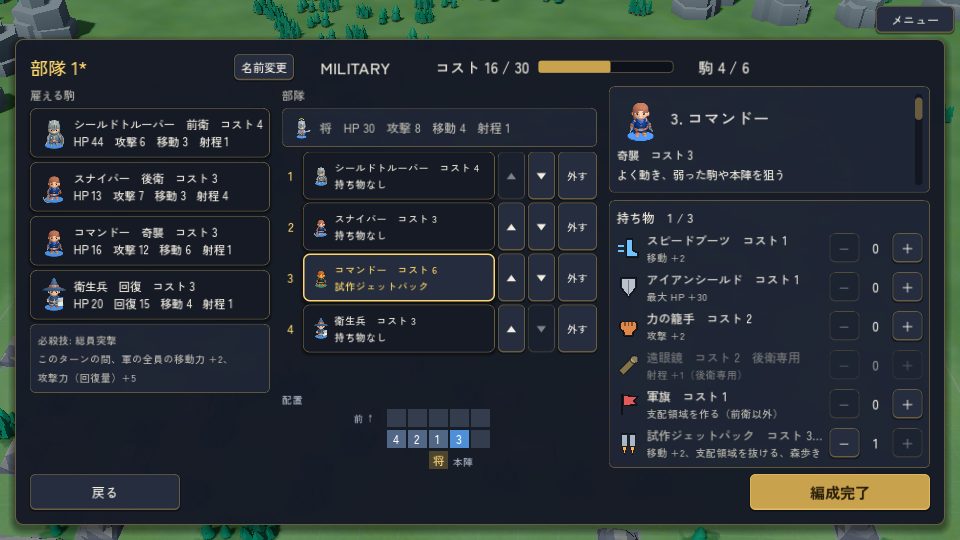 メニュー
部隊 1*
名前変更
MILITARY
コスト 16 / 30
駒 4 / 6
雇える駒
シールドトルーパー 前衛 コスト 4
HP 44 攻撃 6 移動 3 射程 1
スナイパー 後衛 コスト 3
HP 13 攻撃 7 移動 3 射程 4
コマンドー 奇襲 コスト 3
HP 16 攻撃 12 移動 6 射程 1
衛生兵 回復 コスト 3
HP 20 回復 15 移動 4 射程 1
必殺技: 総員突撃
このターンの間、軍の全員の移動力 +2、
攻撃力（回復量）+5
部隊
将 HP 30 攻撃 8 移動 4 射程 1
1 シールドトルーパー コスト 4 ▲ ▼ 外す
持ち物なし
2 スナイパー コスト 3 ▲ ▼ 外す
持ち物なし
3 コマンドー コスト 6 ▲ ▼ 外す
試作ジェットパック
4 衛生兵 コスト 3 ▲ ▼ 外す
持ち物なし
配置
前 ↑
4 2 1 3
将 本陣
3. コマンドー
奇襲 コスト 3
よく動き、弱った駒や本陣を狙う
持ち物 1 / 3
スピードブーツ コスト 1 − 0 +
移動 +2
アイアンシールド コスト 1 − 0 +
最大 HP +30
力の籠手 コスト 2 − 0 +
攻撃 +2
遠眼鏡 コスト 2 後衛専用 − 0 +
射程 +1（後衛専用）
軍旗 コスト 1 − 0 +
支配領域を作る（前衛以外）
試作ジェットパック コスト 3... − 1 +
移動 +2、支配領域を抜ける、森歩き
戻る
編成完了